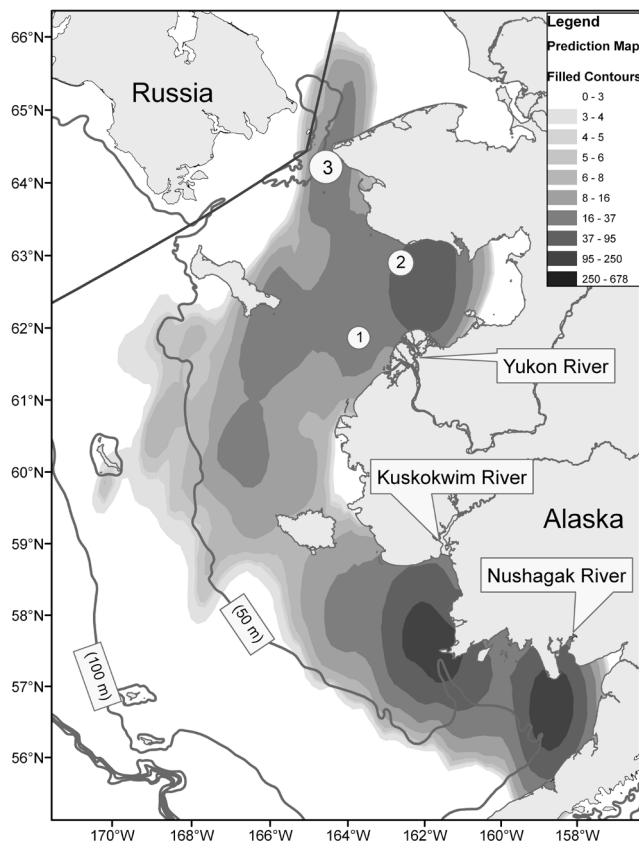 66°N
65°N
64°N
63°N
62°N
61°N
60°N
59°N
58°N
57°N
56°N
Russia
3
2
1
Yukon River
Kuskokwim River
Alaska
Nushagak River
(50 m)
(100 m)
Legend
Prediction Map
Filled Contours
0 - 3
3 - 4
4 - 5
5 - 6
6 - 8
8 - 16
16 - 37
37 - 95
95 - 250
250 - 678
170°W 168°W 166°W 164°W 162°W 160°W 158°W